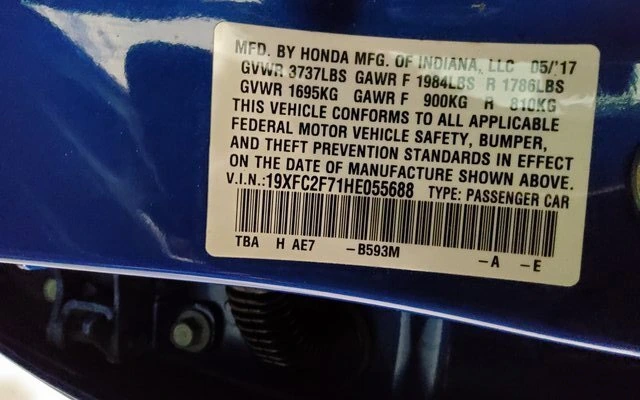 MFD. BY HONDA MFG. OF INDIANA, LLC 05/'17
GVWR 3737LBS GAWR F 1984LBS R 1786LBS
GVWR 1695KG GAWR F 900KG R 810KG
THIS VEHICLE CONFORMS TO ALL APPLICABLE
FEDERAL MOTOR VEHICLE SAFETY, BUMPER,
AND THEFT PREVENTION STANDARDS IN EFFECT
ON THE DATE OF MANUFACTURE SHOWN ABOVE.
V.I.N.:19XFC2F71HE055688 TYPE: PASSENGER CAR
TBA H AE7 -B593M -A -E